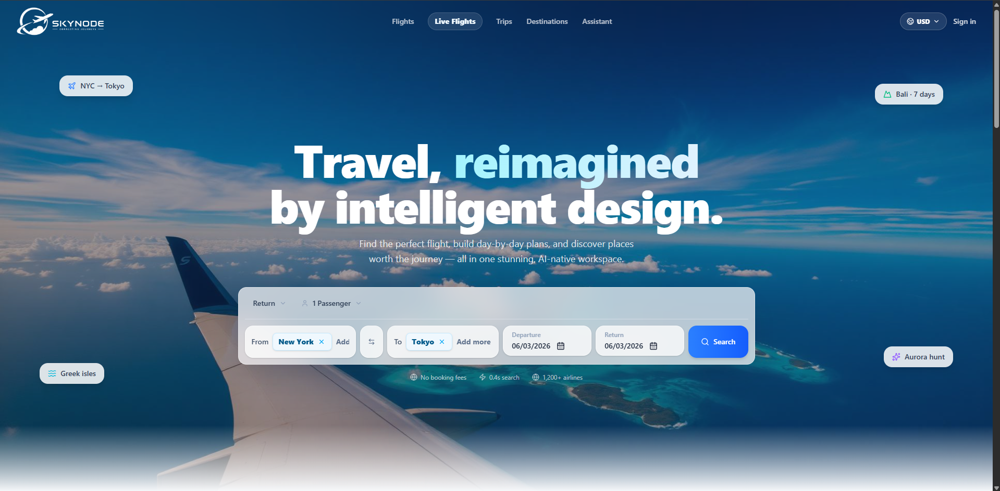 SKYNODE
CONNECTING JOURNEYS
Flights
Live Flights
Trips
Destinations
Assistant
USD
Sign in
NYC → Tokyo
Bali · 7 days
Travel, reimagined
by intelligent design.
Find the perfect flight, build day-by-day plans, and discover places
worth the journey — all in one stunning, AI-native workspace.
Return
1 Passenger
From
New York
Add
To
Tokyo
Add more
Departure
06/03/2026
Return
06/03/2026
Search
Greek isles
Aurora hunt
No booking fees
0.4s search
1,200+ airlines